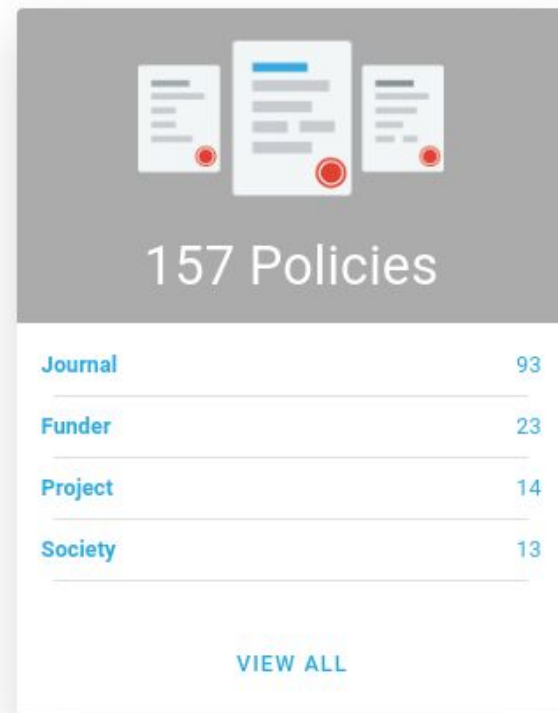 157 Policies
Journal 93
Funder 23
Project 14
Society 13
VIEW ALL